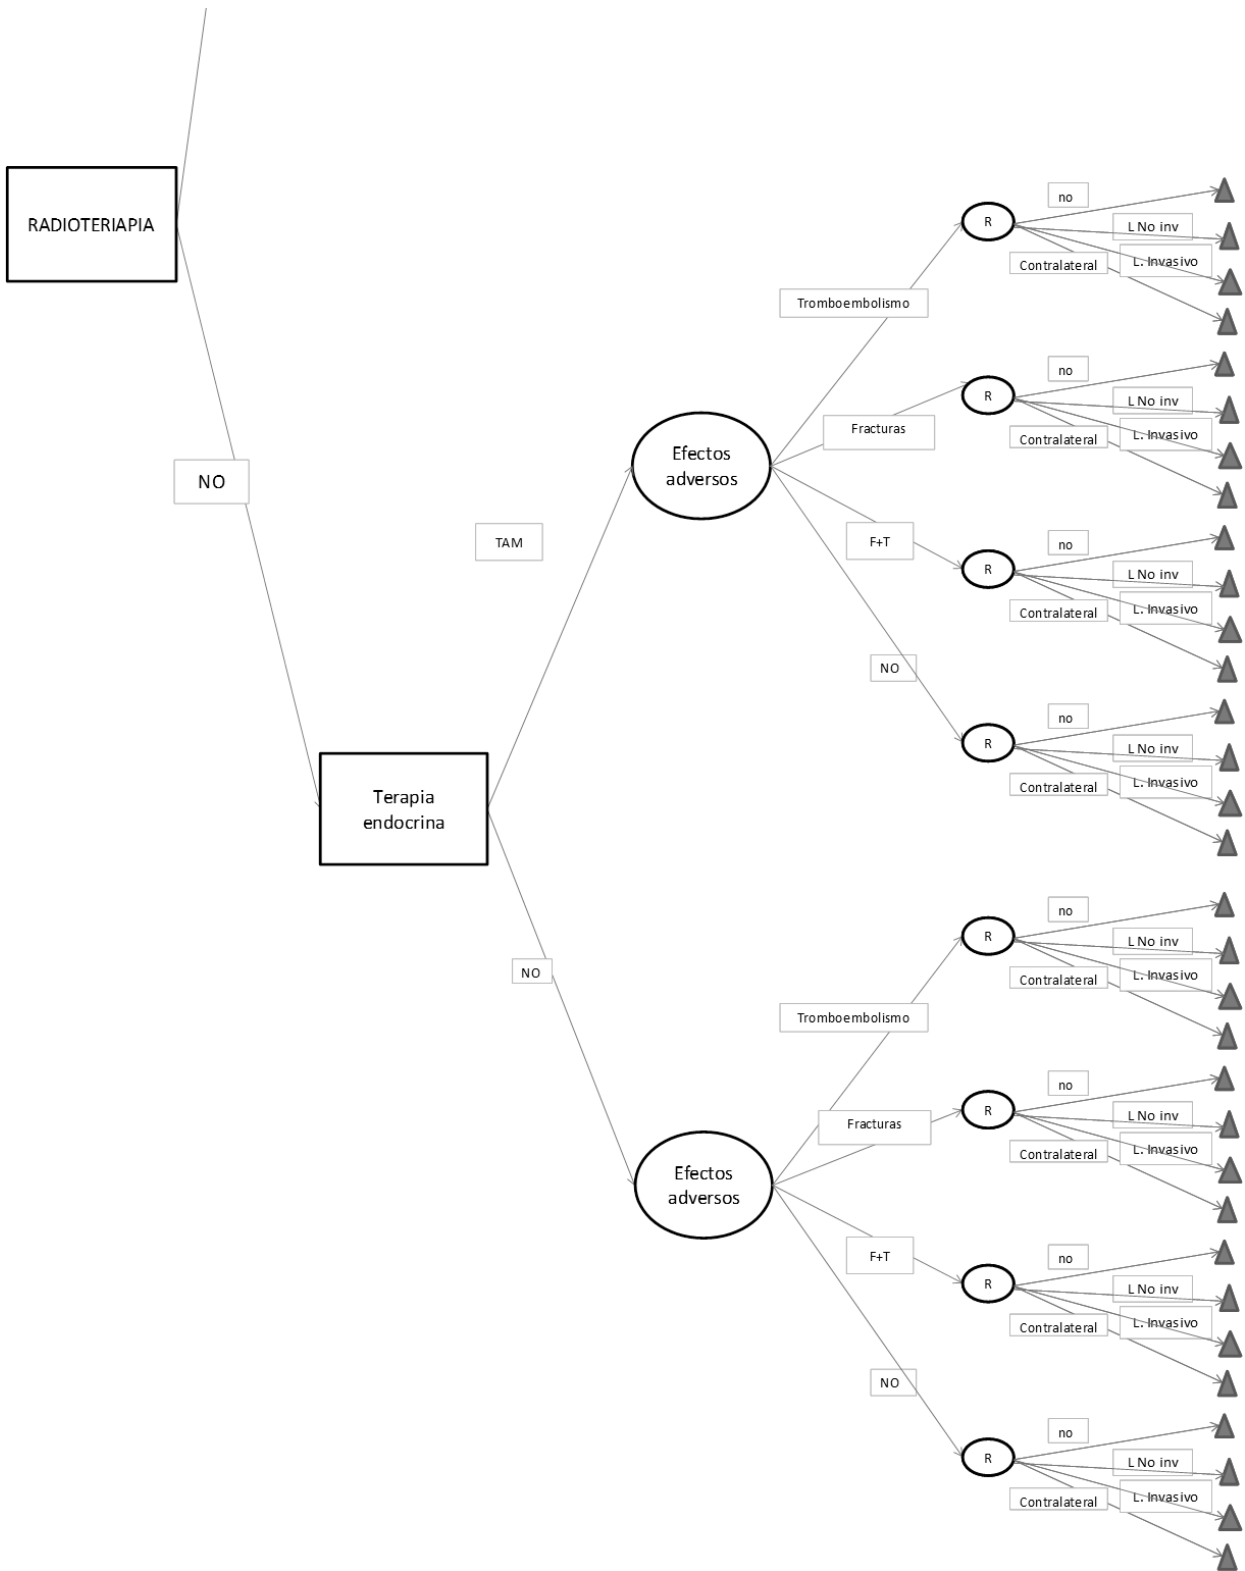 RADIOTERIAPIA
NO
Terapia
endocrina
TAM
Efectos
adversos
Tromboembolismo
R
no
L No inv
L. Invasivo
Contralateral
Fracturas
R
no
L No inv
L. Invasivo
Contralateral
F+T
R
no
L No inv
L. Invasivo
Contralateral
NO
R
no
L No inv
L. Invasivo
Contralateral
NO
Efectos
adversos
Tromboembolismo
R
no
L No inv
L. Invasivo
Contralateral
Fracturas
R
no
L No inv
L. Invasivo
Contralateral
F+T
R
no
L No inv
L. Invasivo
Contralateral
NO
R
no
L No inv
L. Invasivo
Contralateral